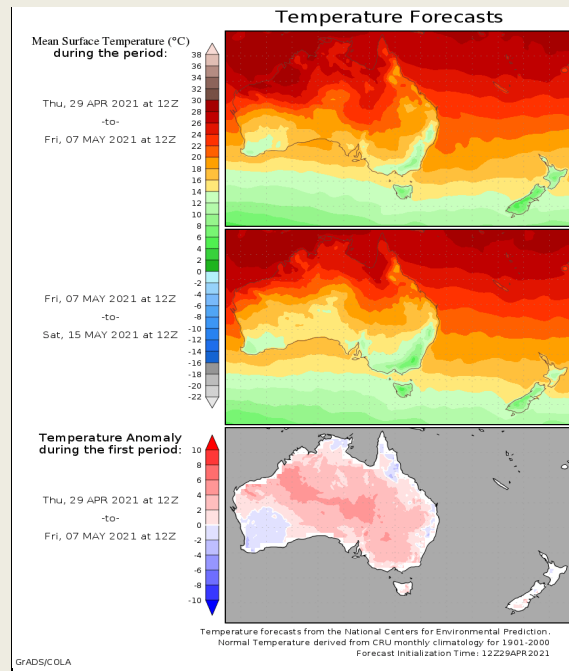 Temperature Forecasts
Mean Surface Temperature (°C)
during the period:
Thu, 29 APR 2021 at 12Z
-to-
Fri, 07 MAY 2021 at 12Z
38
36
34
32
30
28
26
24
22
20
18
16
14
12
10
8
6
4
2
0
-2
-4
-6
-8
-10
-12
-14
-16
-18
-20
-22
Fri, 07 MAY 2021 at 12Z
-to-
Sat, 15 MAY 2021 at 12Z
Temperature Anomaly
during the first period:
Thu, 29 APR 2021 at 12Z
-to-
Fri, 07 MAY 2021 at 12Z
10
8
6
4
2
0
-2
-4
-6
-8
-10
Temperature forecasts from the National Centers for Environmental Prediction.
Normal Temperature derived from CRU monthly climatology for 1901-2000
Forecast Initialization Time: 12Z29APR2021
GrADS/COLA